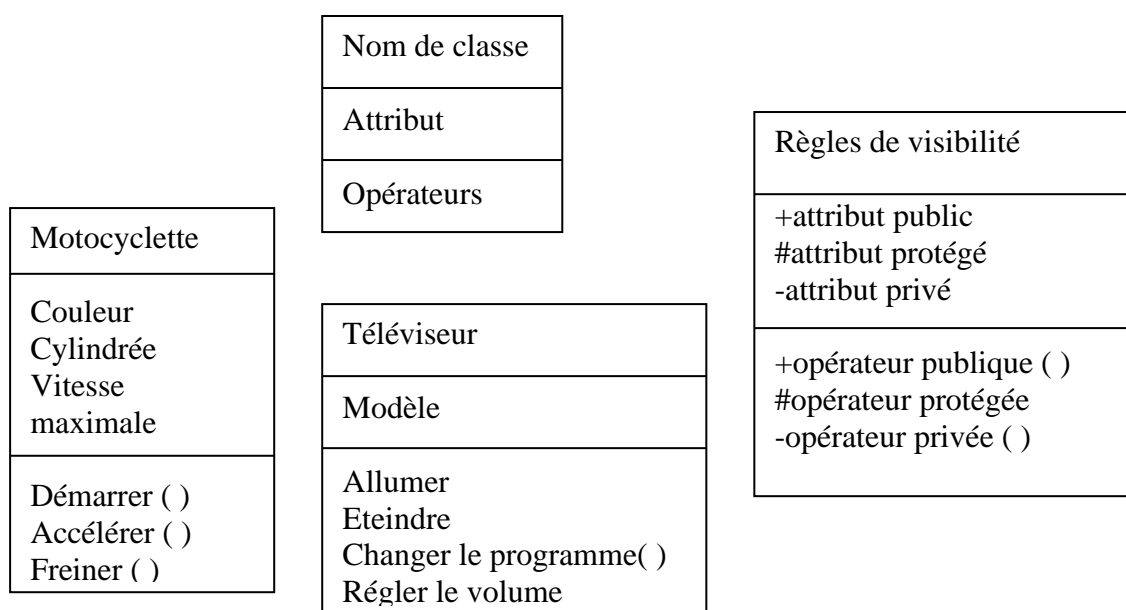 Nom de classe
Attribut
Opérateurs
Motocyclette
Couleur
Cylindrée
Vitesse
maximale
Démarrer ( )
Accélérer ( )
Freiner ( )
Téléviseur
Modèle
Allumer
Eteindre
Changer le programme( )
Régler le volume
Règles de visibilité
+attribut public
#attribut protégé
-attribut privé
+opérateur publique ( )
#opérateur protégée
-opérateur privée ( )